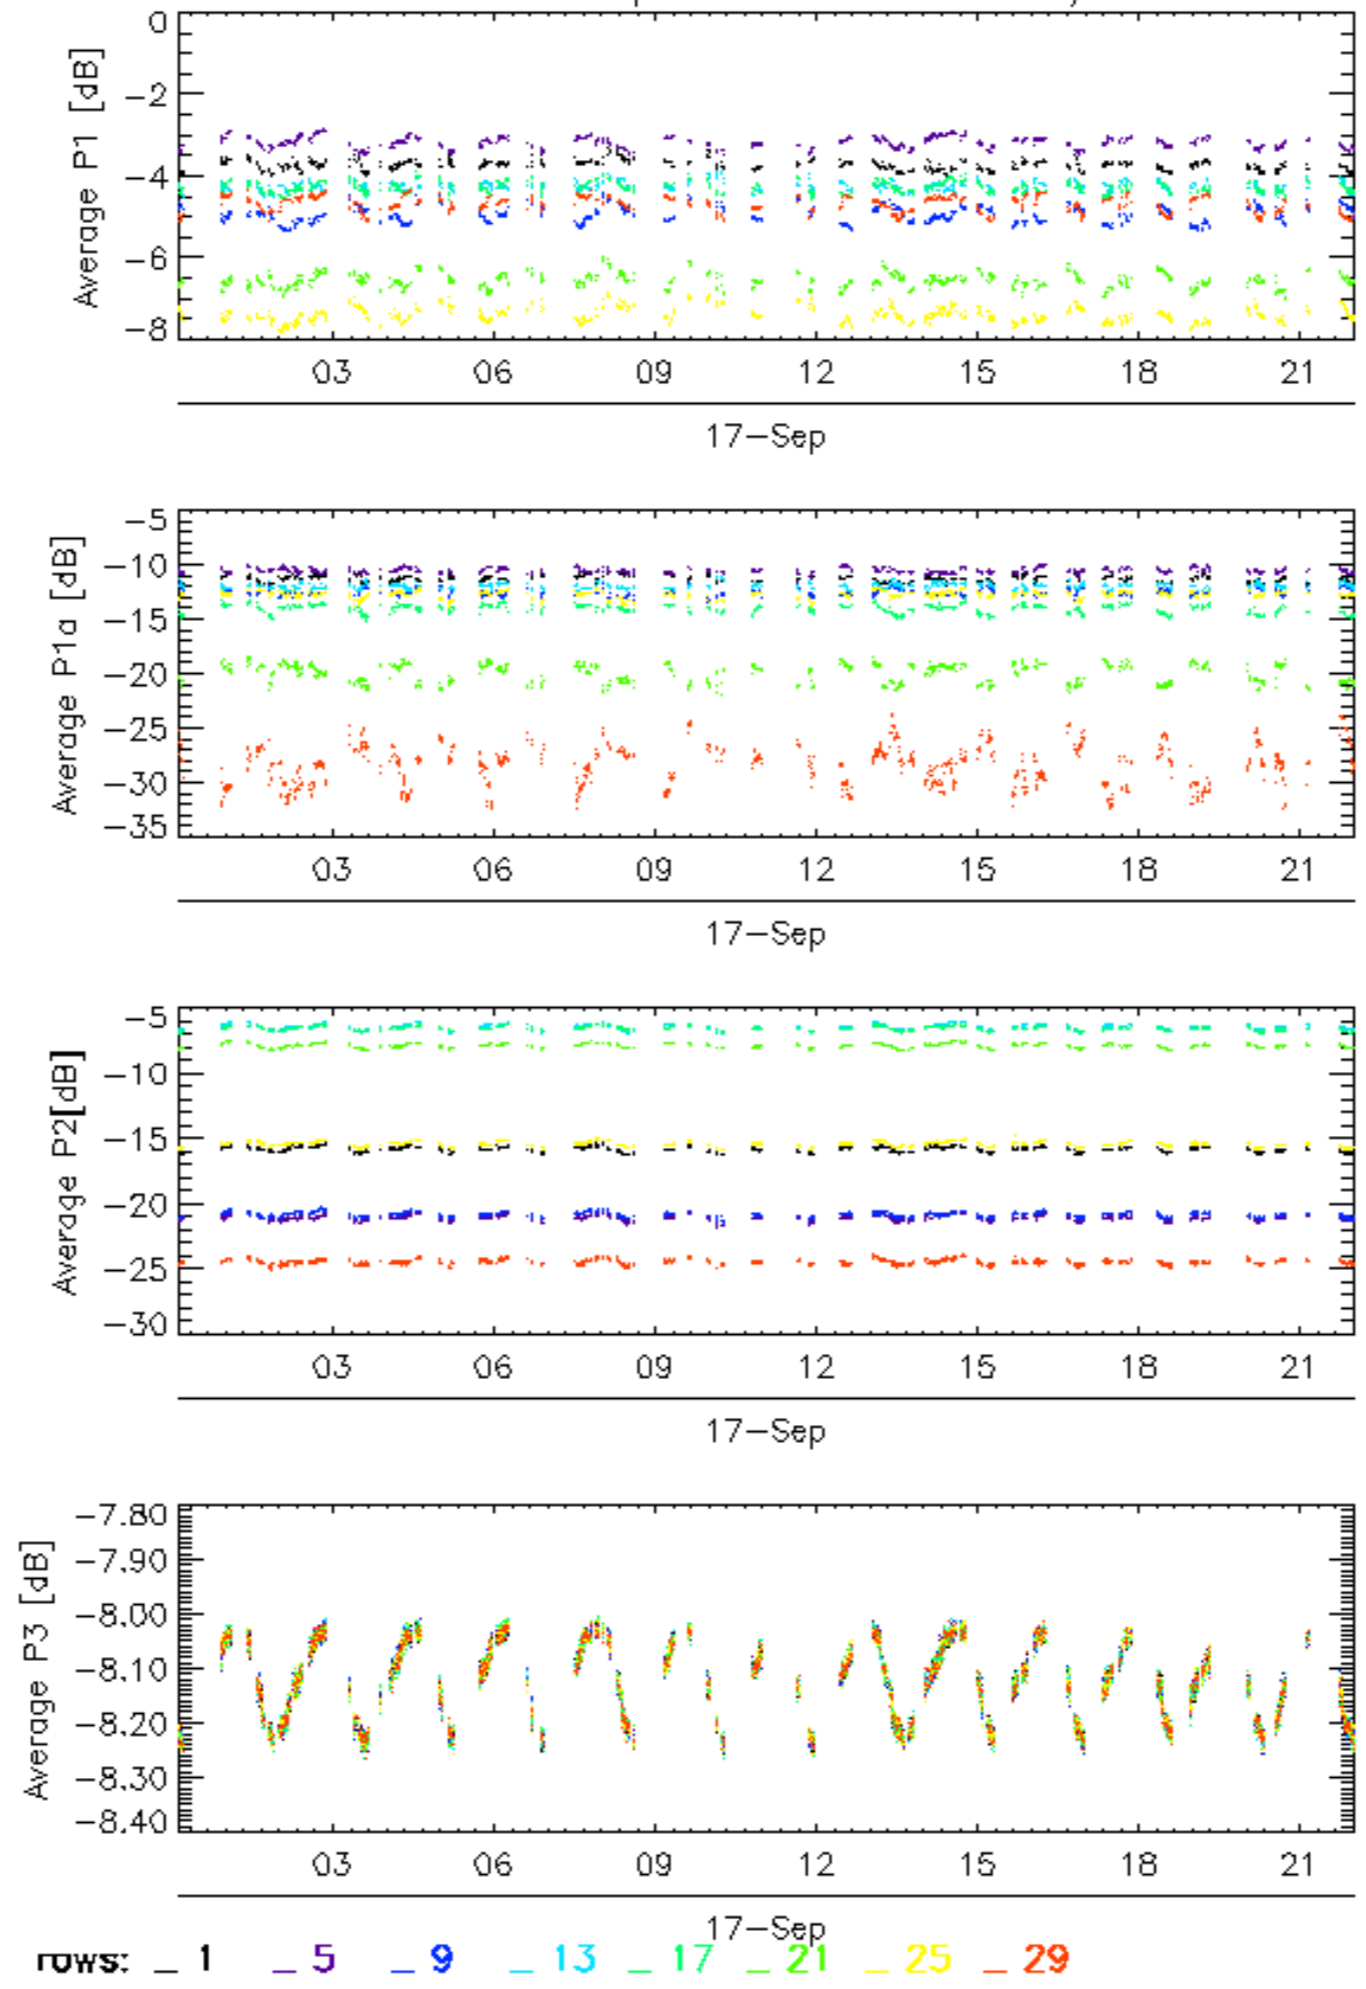 0
-2
-4
-6
-8
Average P1 [dB]
03 06 09 12 15 18 21
17-Sep
-5
-10
-15
-20
-25
-30
-35
Average P1a [dB]
03 06 09 12 15 18 21
17-Sep
-5
-10
-15
-20
-25
-30
Average P2[dB]
03 06 09 12 15 18 21
17-Sep
-7.80
-7.90
-8.00
-8.10
-8.20
-8.30
-8.40
Average P3 [dB]
03 06 09 12 15 18 21
17-Sep
rows: _ 1 _ 5 _ 9 _ 13 _ 17 _ 21 _ 25 _ 29